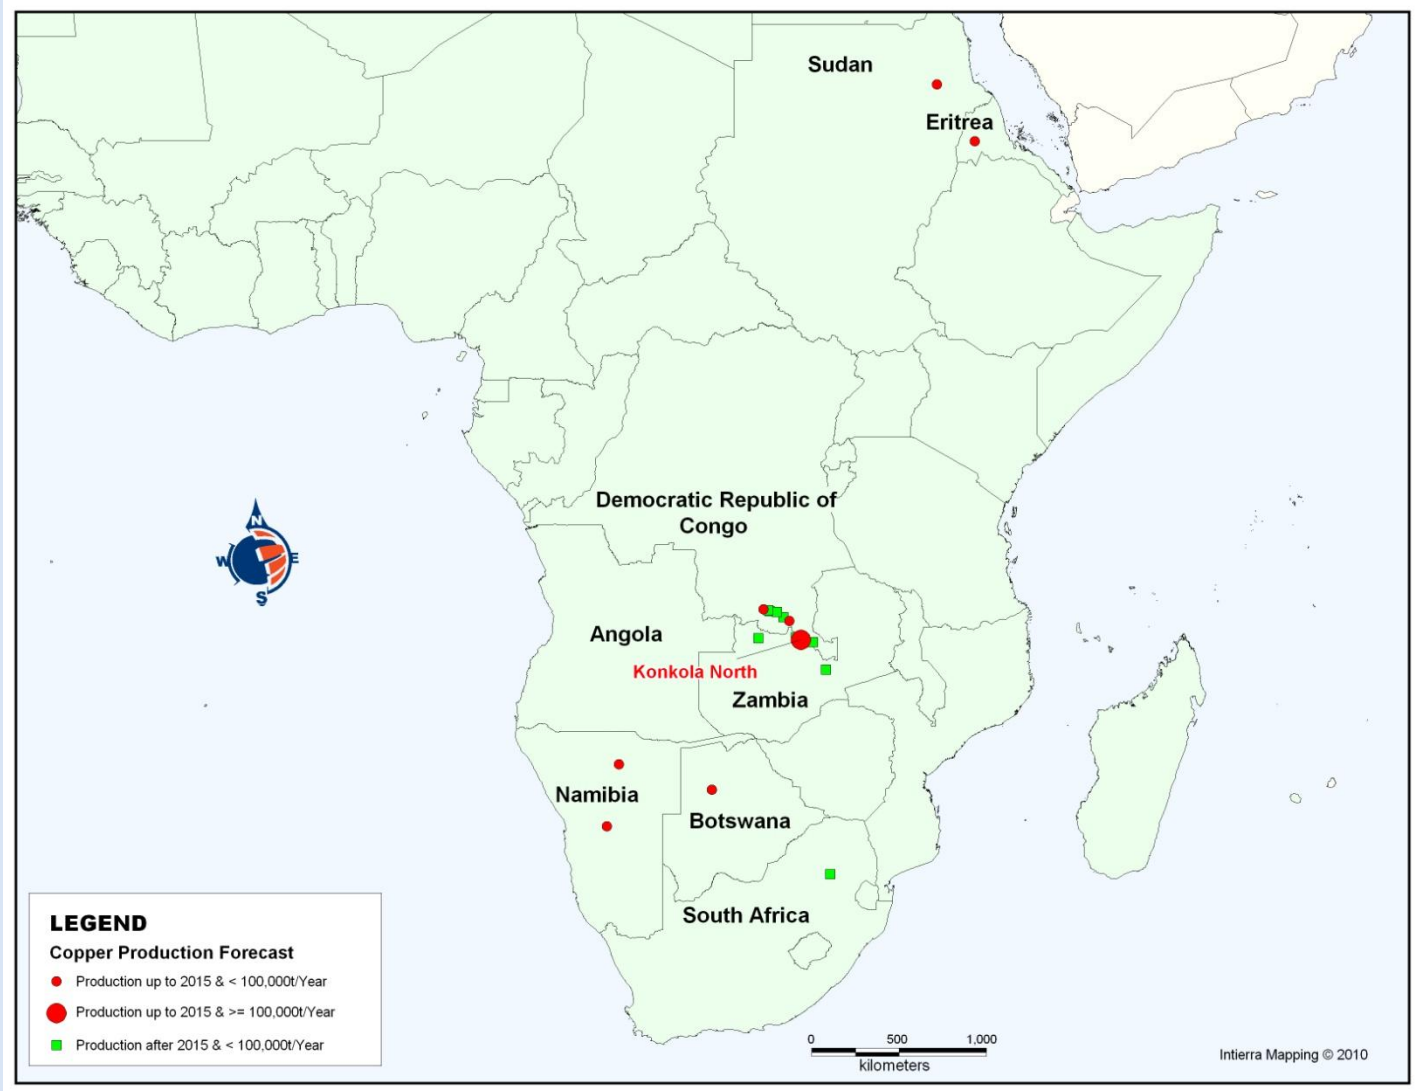 Sudan
Eritrea
Democratic Republic of
Congo
N
W
E
S
Angola
Konkola North
Zambia
Namibia
Botswana
South Africa
LEGEND
Copper Production Forecast
Production up to 2015 & < 100,000t/Year
Production up to 2015 & >= 100,000t/Year
Production after 2015 & < 100,000t/Year
0 500 1,000
kilometers
Intierra Mapping © 2010